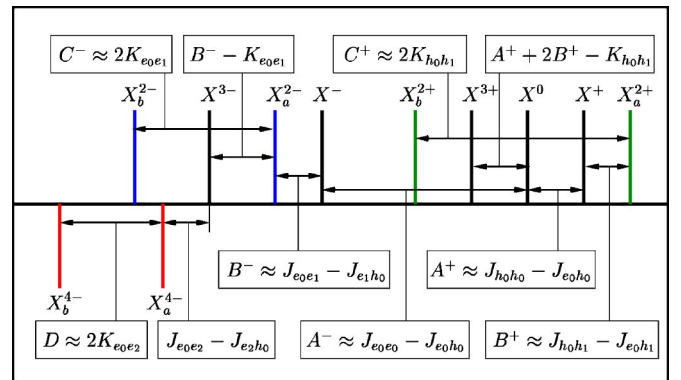 C⁻ ≈ 2K_{e₀e₁} B⁻ − K_{e₀e₁} C⁺ ≈ 2K_{h₀h₁} A⁺ + 2B⁺ − K_{h₀h₁}
X_b^{2−} X^{3−} X_a^{2−} X⁻ X_b^{2+} X^{3+} X⁰ X⁺ X_a^{2+}
B⁻ ≈ J_{e₀e₁} − J_{e₁h₀} A⁺ ≈ J_{h₀h₀} − J_{e₀h₀}
X_b^{4−} X_a^{4−}
D ≈ 2K_{e₀e₂} J_{e₀e₂} − J_{e₂h₀} A⁻ ≈ J_{e₀e₀} − J_{e₀h₀} B⁺ ≈ J_{h₀h₁} − J_{e₀h₁}